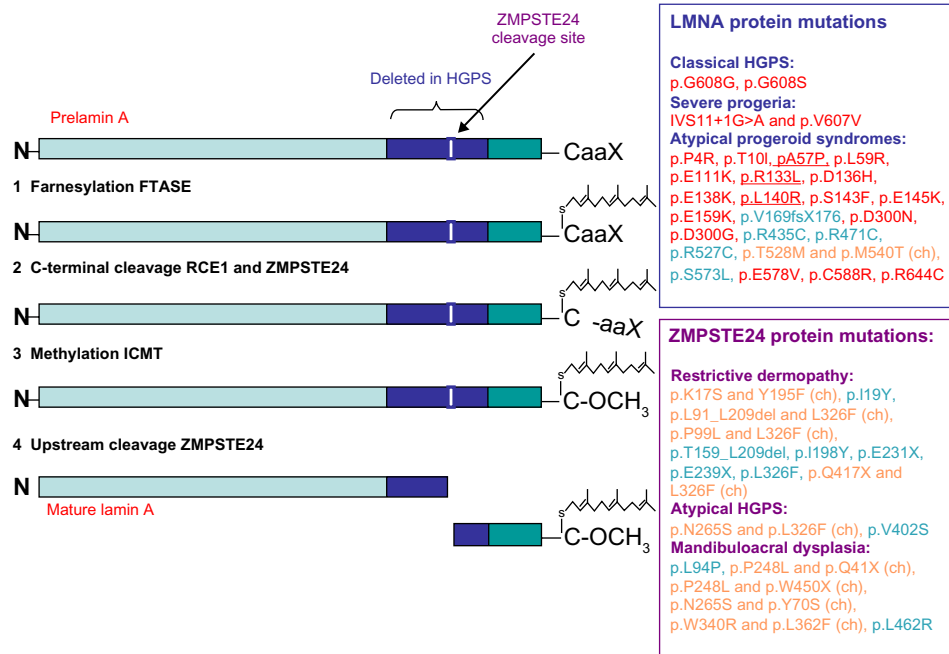 ZMPSTE24
cleavage site
Deleted in HGPS
Prelamin A
N
CaaX
1 Farnesylation FTASE
N
s
CaaX
2 C-terminal cleavage RCE1 and ZMPSTE24
N
s
C -aaX
3 Methylation ICMT
N
s
C-OCH3
4 Upstream cleavage ZMPSTE24
N
Mature lamin A
s
C-OCH3
LMNA protein mutations
Classical HGPS:
p.G608G, p.G608S
Severe progeria:
IVS11+1G>A and p.V607V
Atypical progeroid syndromes:
p.P4R, p.T10I, pA57P, p.L59R,
p.E111K, p.R133L, p.D136H,
p.E138K, p.L140R, p.S143F, p.E145K,
p.E159K, p.V169fsX176, p.D300N,
p.D300G, p.R435C, p.R471C,
p.R527C, p.T528M and p.M540T (ch),
p.S573L, p.E578V, p.C588R, p.R644C
ZMPSTE24 protein mutations:
Restrictive dermopathy:
p.K17S and Y195F (ch), p.I19Y,
p.L91_L209del and L326F (ch),
p.P99L and L326F (ch),
p.T159_L209del, p.I198Y, p.E231X,
p.E239X, p.L326F, p.Q417X and
L326F (ch)
Atypical HGPS:
p.N265S and p.L326F (ch), p.V402S
Mandibuloacral dysplasia:
p.L94P, p.P248L and p.Q41X (ch),
p.P248L and p.W450X (ch),
p.N265S and p.Y70S (ch),
p.W340R and p.L362F (ch), p.L462R